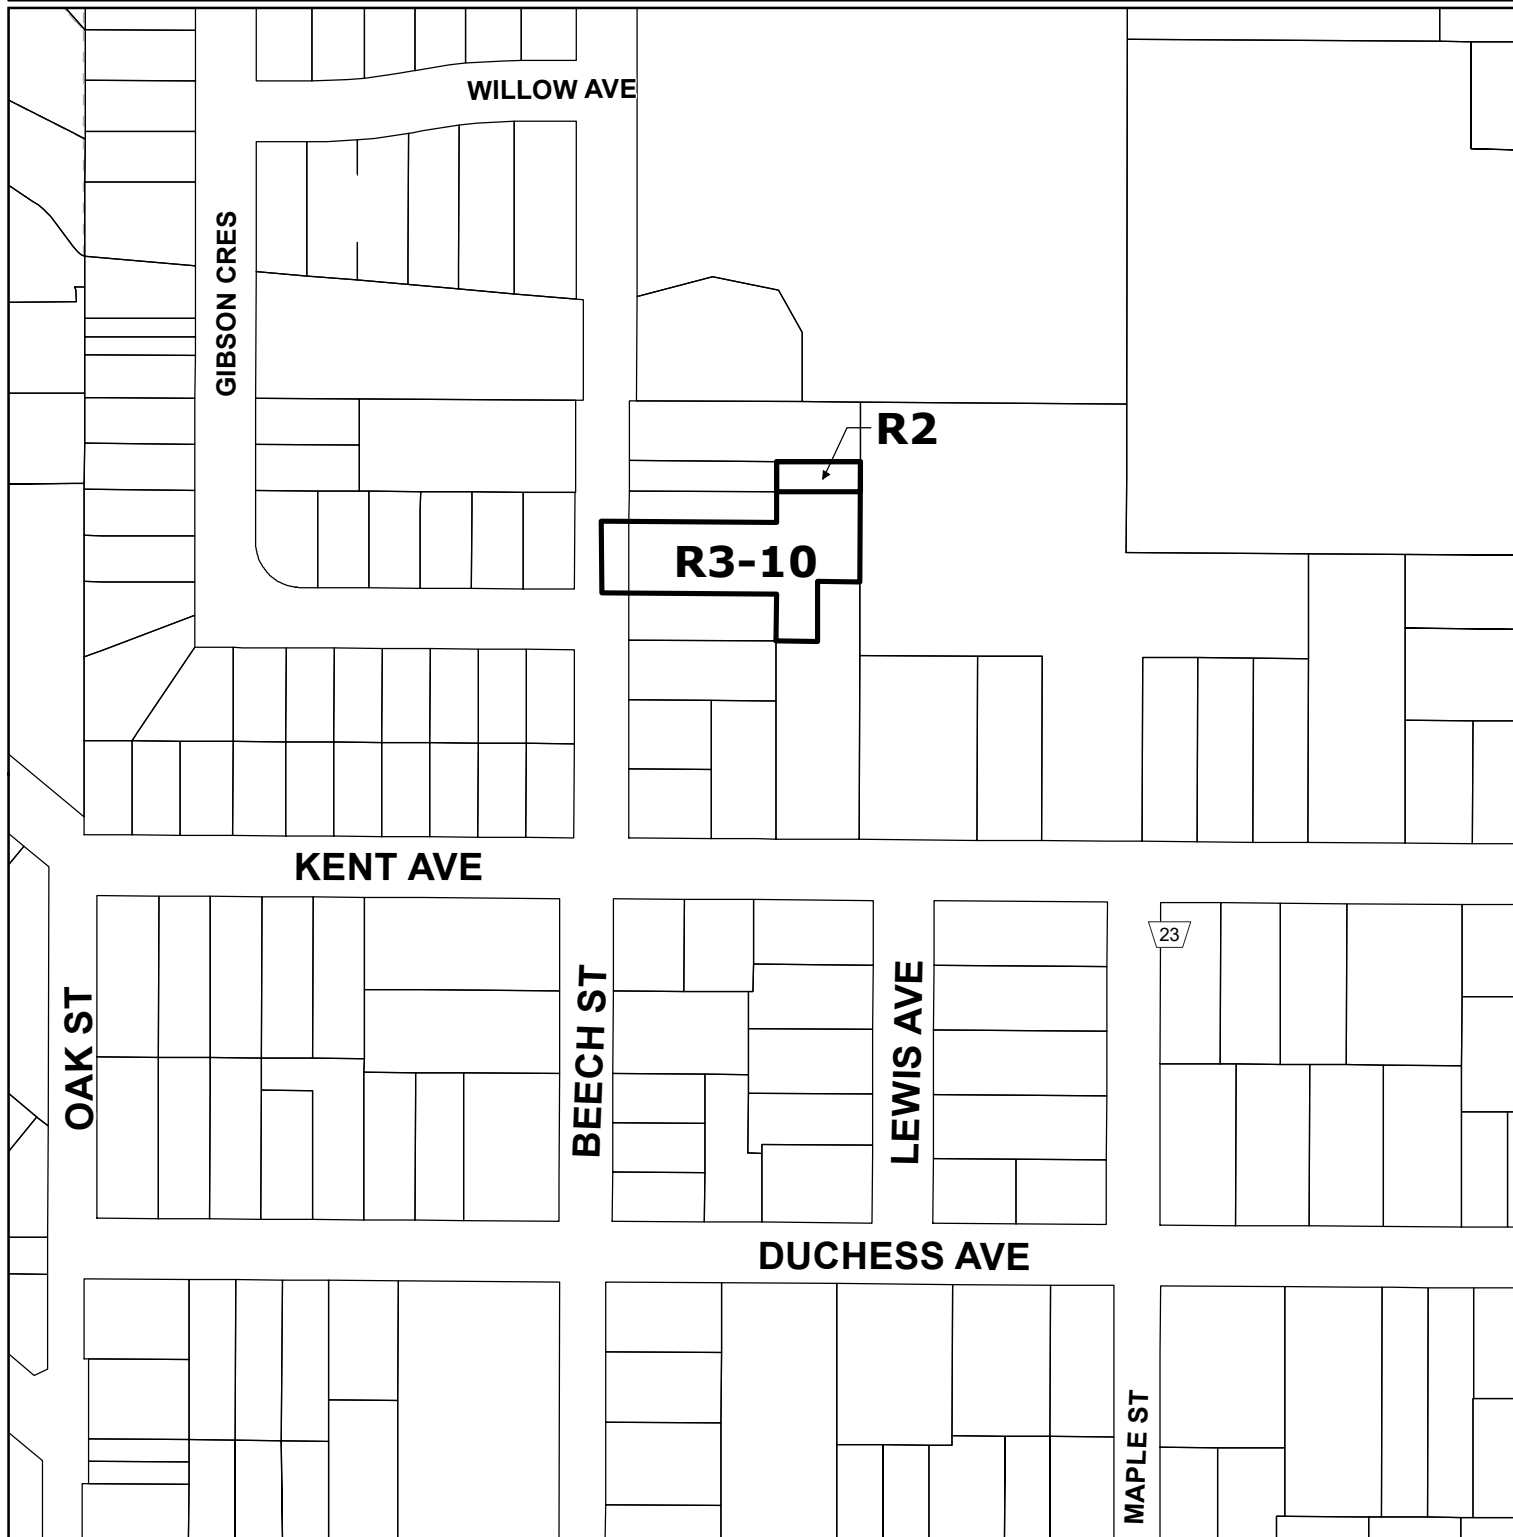 WILLOW AVE
GIBSON CRES
R2
R3-10
KENT AVE
23
OAK ST
BEECH ST
LEWIS AVE
DUCHESS AVE
MAPLE ST